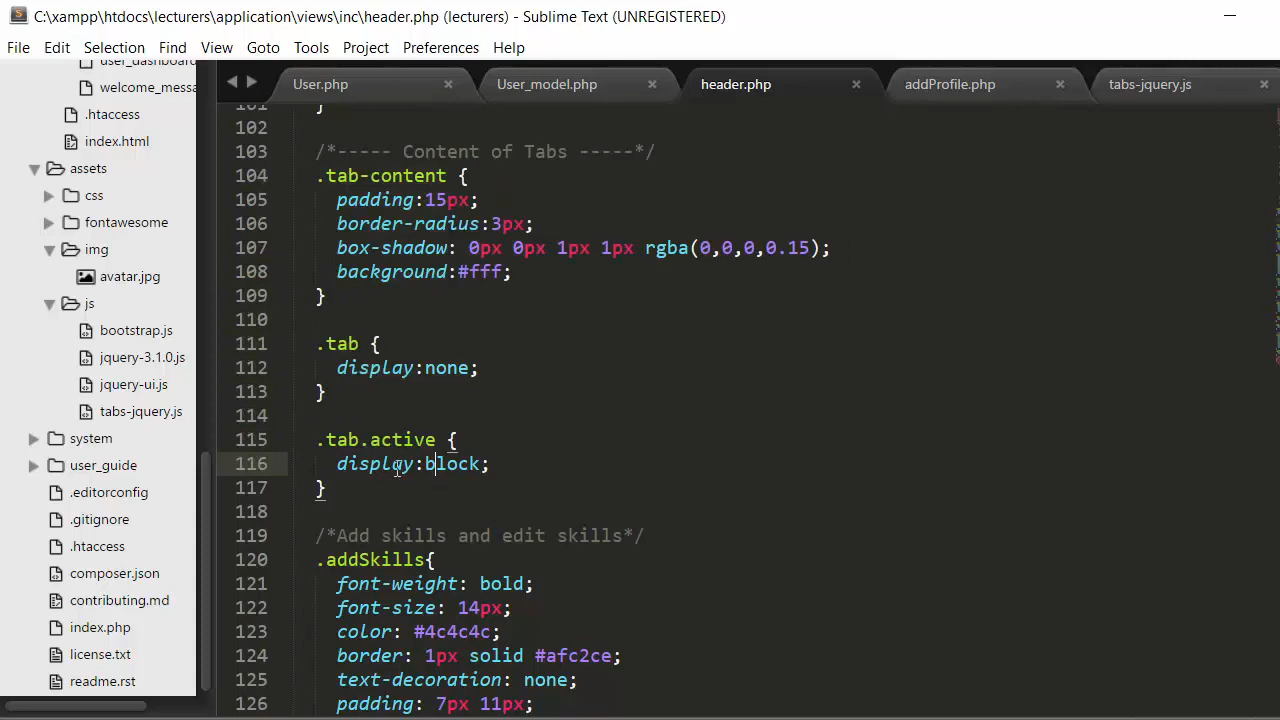 C:\xampp\htdocs\lecturers\application\views\inc\header.php (lecturers) - Sublime Text (UNREGISTERED)
File Edit Selection Find View Goto Tools Project Preferences Help
user_dashboard
welcome_messa
.htaccess
index.html
assets
css
fontawesome
img
avatar.jpg
js
bootstrap.js
jquery-3.1.0.js
jquery-ui.js
tabs-jquery.js
system
user_guide
.editorconfig
.gitignore
.htaccess
composer.json
contributing.md
index.php
license.txt
readme.rst
User.php × User_model.php × header.php × addProfile.php × tabs-jquery.js ×
101 }
102
103 /*----- Content of Tabs -----*/
104 .tab-content {
105 padding:15px;
106 border-radius:3px;
107 box-shadow: 0px 0px 1px 1px rgba(0,0,0,0.15);
108 background:#fff;
109 }
110
111 .tab {
112 display:none;
113 }
114
115 .tab.active {
116 display:block;
117 }
118
119 /*Add skills and edit skills*/
120 .addSkills{
121 font-weight: bold;
122 font-size: 14px;
123 color: #4c4c4c;
124 border: 1px solid #afc2ce;
125 text-decoration: none;
126 padding: 7px 11px;